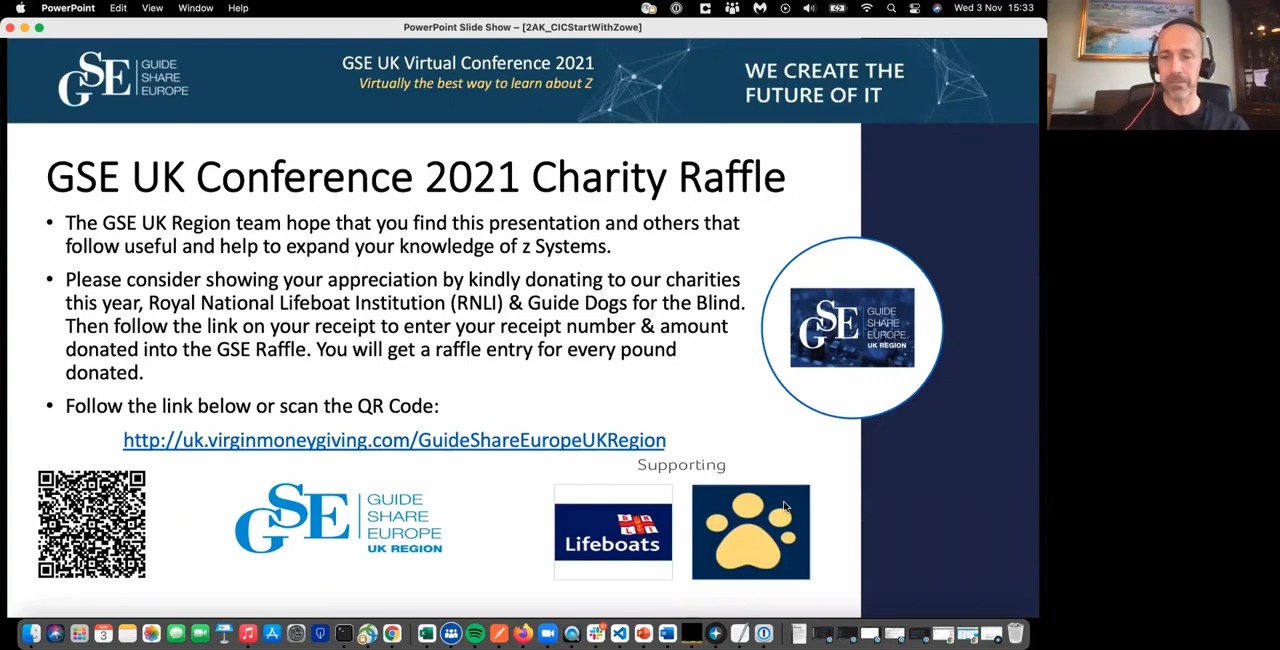 PowerPoint Edit View Window Help Wed 3 Nov 15:33
PowerPoint Slide Show – [2AK_CICStartWithZowe]
GSE GUIDE
SHARE
EUROPE
GSE UK Virtual Conference 2021
Virtually the best way to learn about Z
WE CREATE THE
FUTURE OF IT
GSE UK Conference 2021 Charity Raffle
• The GSE UK Region team hope that you find this presentation and others that
follow useful and help to expand your knowledge of z Systems.
• Please consider showing your appreciation by kindly donating to our charities
this year, Royal National Lifeboat Institution (RNLI) & Guide Dogs for the Blind.
Then follow the link on your receipt to enter your receipt number & amount
donated into the GSE Raffle. You will get a raffle entry for every pound
donated.
• Follow the link below or scan the QR Code:
http://uk.virginmoneygiving.com/GuideShareEuropeUKRegion
GSE GUIDE
SHARE
EUROPE
UK REGION
Supporting
GSE GUIDE
SHARE
EUROPE
UK REGION
Lifeboats